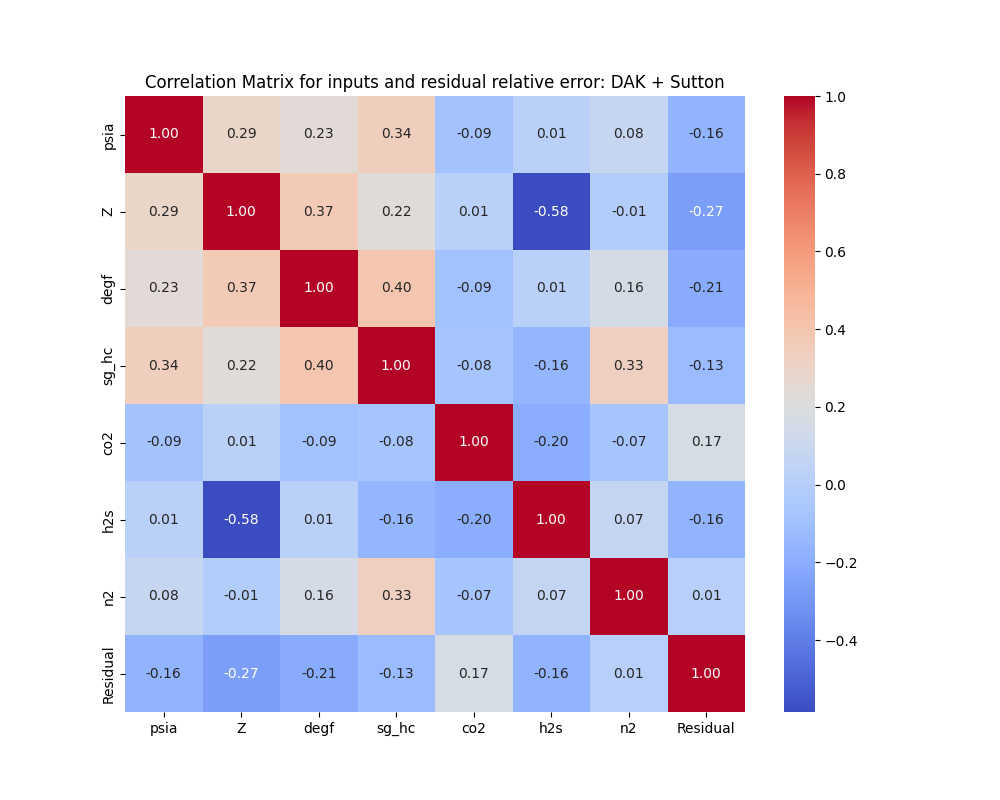 Correlation Matrix for inputs and residual relative error: DAK + Sutton
psia 1.00 0.29 0.23 0.34 -0.09 0.01 0.08 -0.16
Z 0.29 1.00 0.37 0.22 0.01 -0.58 -0.01 -0.27
degf 0.23 0.37 1.00 0.40 -0.09 0.01 0.16 -0.21
sg_hc 0.34 0.22 0.40 1.00 -0.08 -0.16 0.33 -0.13
co2 -0.09 0.01 -0.09 -0.08 1.00 -0.20 -0.07 0.17
h2s 0.01 -0.58 0.01 -0.16 -0.20 1.00 0.07 -0.16
n2 0.08 -0.01 0.16 0.33 -0.07 0.07 1.00 0.01
Residual -0.16 -0.27 -0.21 -0.13 0.17 -0.16 0.01 1.00
psia Z degf sg_hc co2 h2s n2 Residual
1.0
0.8
0.6
0.4
0.2
0.0
−0.2
−0.4